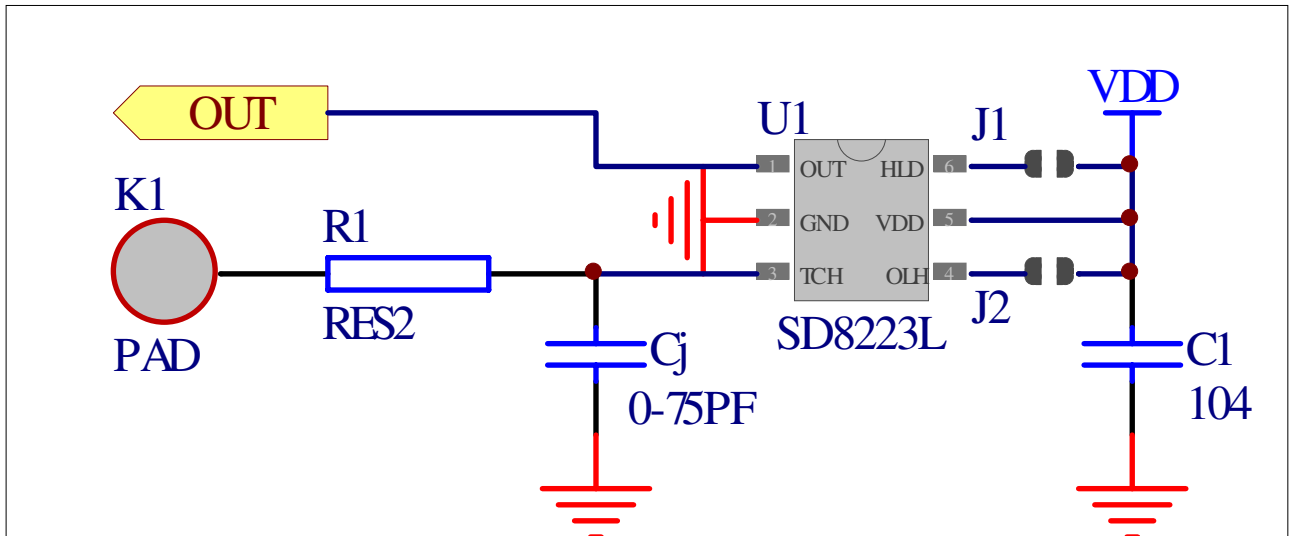 VDD
OUT
U1
J1
1 OUT HLD 6
K1
2 GND VDD 5
R1
3 TCH OLH 4
J2
RES2
SD8223L
PAD
Cj
C1
0-75PF
104